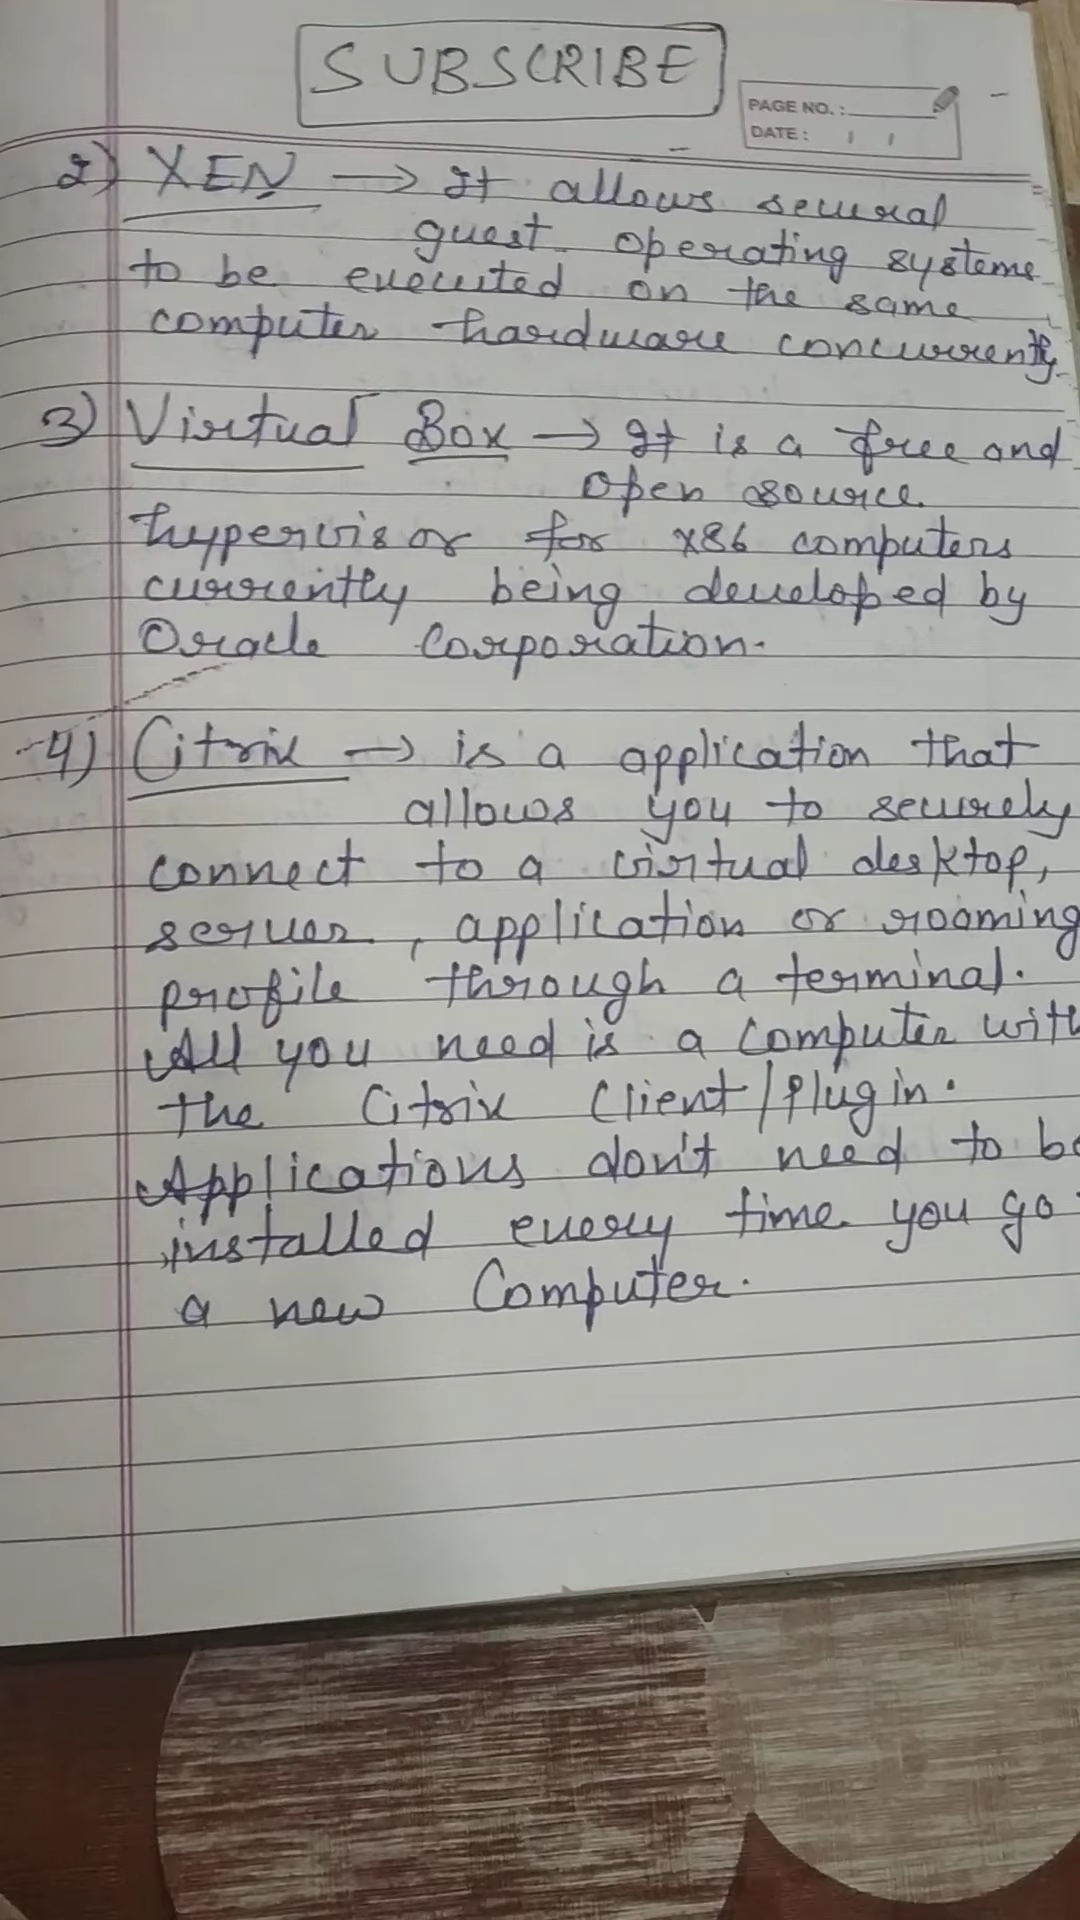 SUBSCRIBE
PAGE NO. :
DATE :
2) XEN → It allows several
guest operating systems
to be executed on the same
computer hardware concurrently
3) Virtual Box → It is a free and
open source
hypervisor for x86 computers
currently being developed by
Oracle Corporation.
4) Citrix → is a application that
allows you to securely
connect to a virtual desktop,
server, application or roaming
profile through a terminal.
All you need is a Computer with
the Citrix Client/Plugin.
Applications don't need to be
installed every time you go
a new Computer.